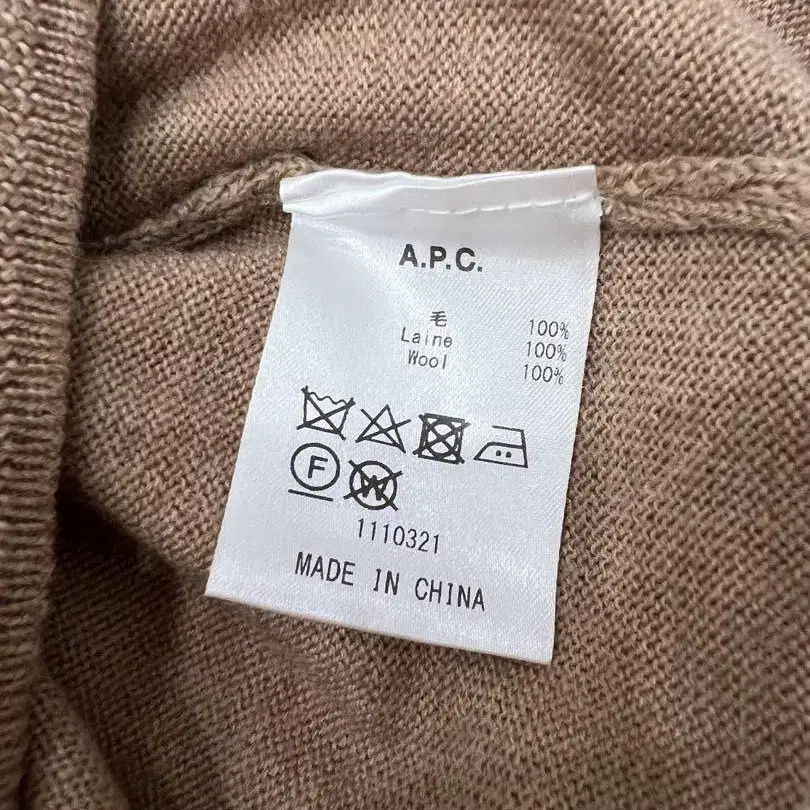 A.P.C.
毛 100%
Laine 100%
Wool 100%
F W
1110321
MADE IN CHINA